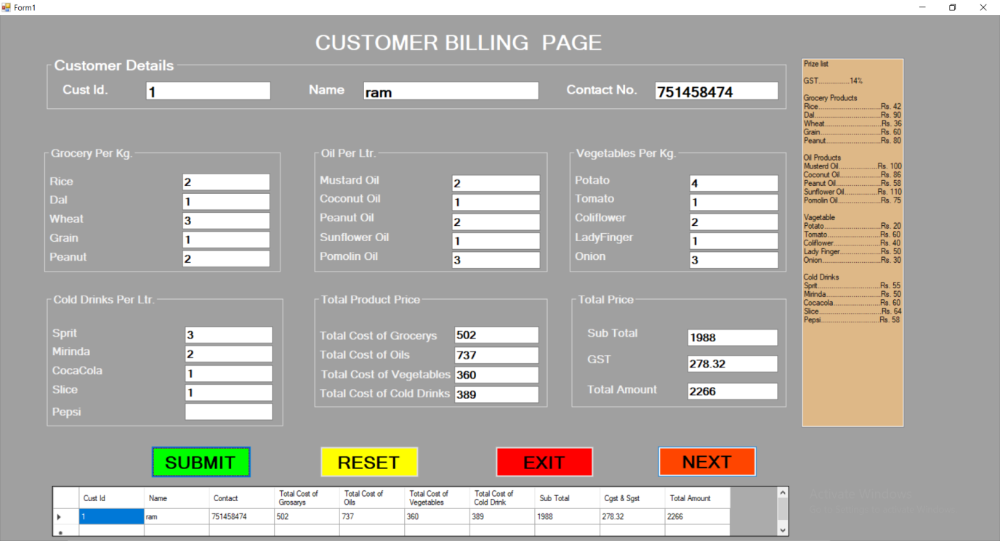 Form1
CUSTOMER BILLING PAGE
Customer Details
Cust Id. 1 Name ram Contact No. 751458474
Grocery Per Kg.
Rice 2
Dal 1
Wheat 3
Grain 1
Peanut 2
Oil Per Ltr.
Mustard Oil 2
Coconut Oil 1
Peanut Oil 2
Sunflower Oil 1
Pomolin Oil 3
Vegetables Per Kg.
Potato 4
Tomato 1
Coliflower 2
LadyFinger 1
Onion 3
Cold Drinks Per Ltr.
Sprit 3
Mirinda 2
CocaCola 1
Slice 1
Pepsi
Total Product Price
Total Cost of Grocerys 502
Total Cost of Oils 737
Total Cost of Vegetables 360
Total Cost of Cold Drinks 389
Total Price
Sub Total 1988
GST 278.32
Total Amount 2266
Prize list
GST...............14%
Grocery Products
Rice..............................Rs. 42
Dal................................Rs. 90
Wheat...........................Rs. 36
Grain.............................Rs. 60
Peanut..........................Rs. 80
Oil Products
Musterd Oil...................Rs. 100
Coconut Oil....................Rs. 86
Peanut Oil......................Rs. 58
Sunflower Oil................Rs. 110
Pomolin Oil.....................Rs. 75
Vagetable
Potato...........................Rs. 20
Tomato..........................Rs. 60
Coliflower.......................Rs. 40
Lady Finger....................Rs. 50
Onion............................Rs. 30
Cold Drinks
Sprit..............................Rs. 55
Mirinda..........................Rs. 50
Cocacola.......................Rs. 60
Slice..............................Rs. 64
Pepsi.............................Rs. 58
SUBMIT RESET EXIT NEXT
Cust Id Name Contact Total Cost of Grosarys Total Cost of Oils Total Cost of Vegetables Total Cost of Cold Drink Sub Total Cgst & Sgst Total Amount
1 ram 751458474 502 737 360 389 1988 278.32 2266
Activate Windows